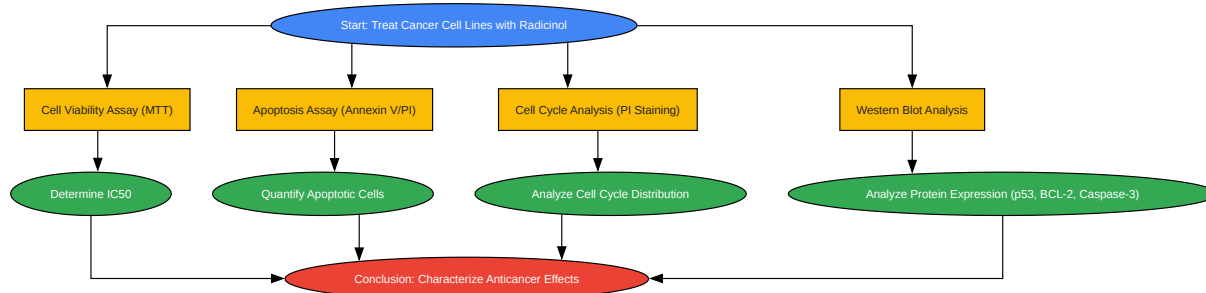 Start: Treat Cancer Cell Lines with Radicinol
Cell Viability Assay (MTT)
Apoptosis Assay (Annexin V/PI)
Cell Cycle Analysis (PI Staining)
Western Blot Analysis
Determine IC50
Quantify Apoptotic Cells
Analyze Cell Cycle Distribution
Analyze Protein Expression (p53, BCL-2, Caspase-3)
Conclusion: Characterize Anticancer Effects